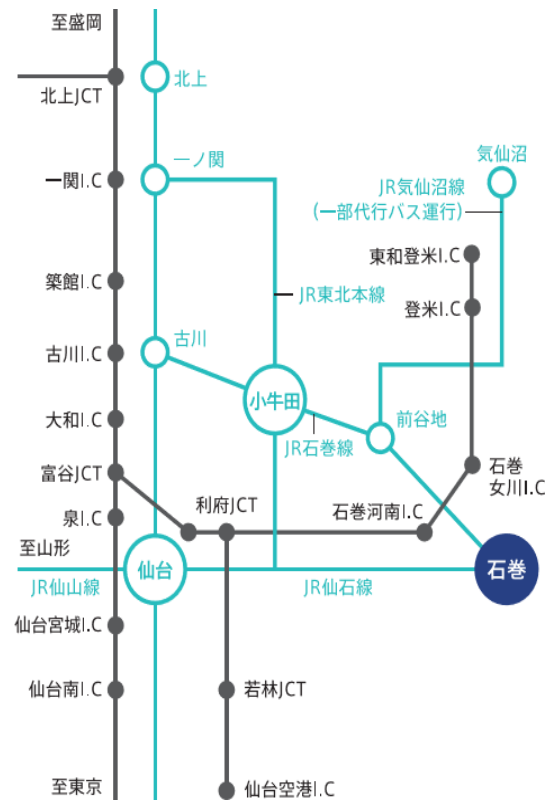 至盛岡
北上
北上JCT
一ノ関
気仙沼
一関I.C
JR気仙沼線
(一部代行バス運行)
東和登米I.C
築館I.C
JR東北本線
登米I.C
古川
古川I.C
小牛田
大和I.C
前谷地
JR石巻線
富谷JCT
石巻
女川I.C
利府JCT
石巻河南I.C
泉I.C
至山形
仙台
石巻
JR仙山線
JR仙石線
仙台宮城I.C
仙台南I.C
若林JCT
至東京
仙台空港I.C